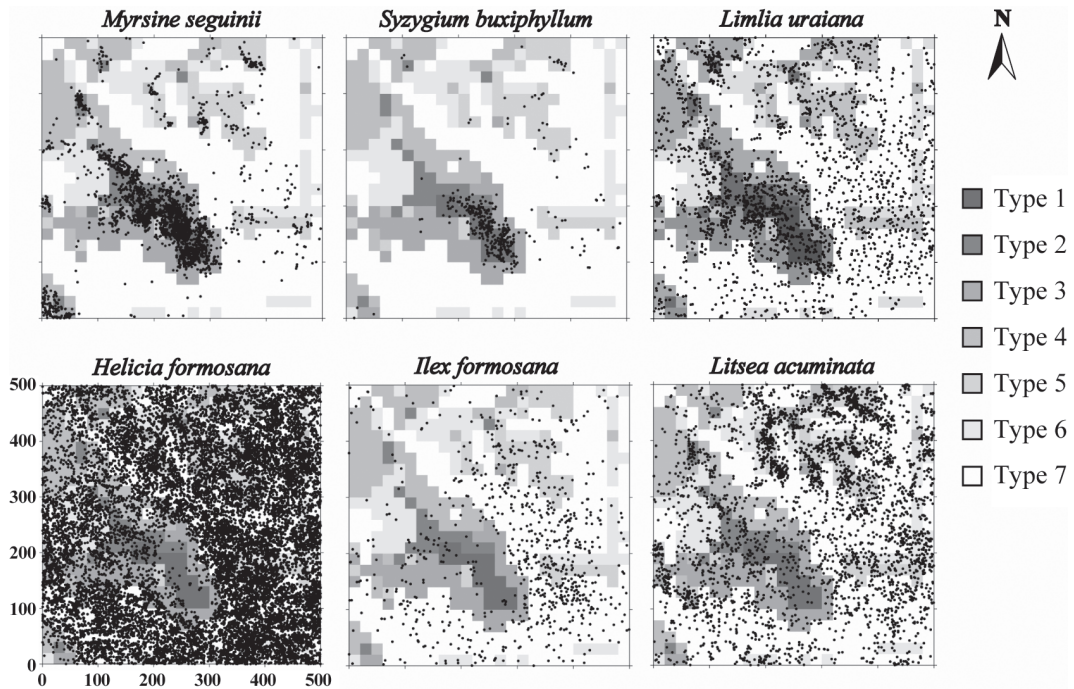 Myrsine seguinii
Syzygium buxiphyllum
Limlia uraiana
N
Type 1
Type 2
Type 3
Type 4
Type 5
Type 6
Type 7
Helicia formosana
Ilex formosana
Litsea acuminata
500
400
300
200
100
0
0 100 200 300 400 500